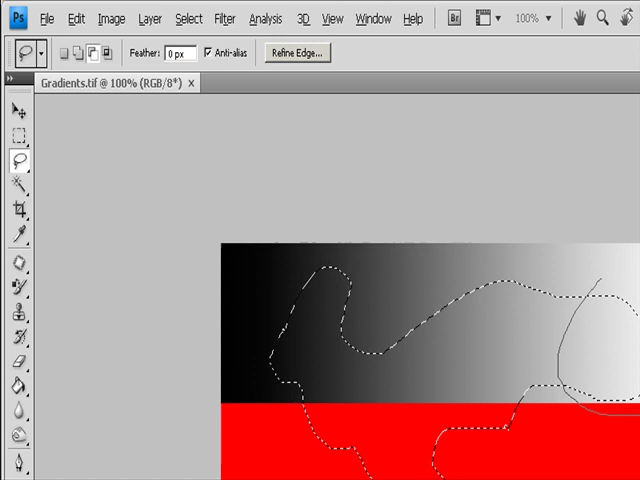 Ps File Edit Image Layer Select Filter Analysis 3D View Window Help Br 100%
Feather: 0 px Anti-alias Refine Edge...
Gradients.tif @ 100% (RGB/8*) x